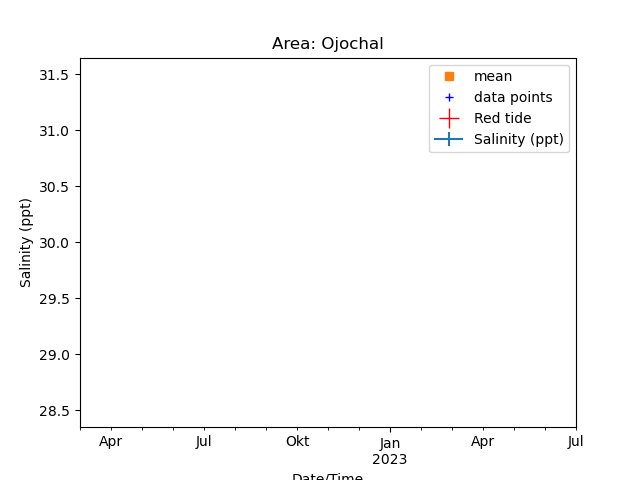 Area: Ojochal
31.5
31.0
30.5
30.0
29.5
29.0
28.5
Salinity (ppt)
mean
data points
Red tide
Salinity (ppt)
Apr
Jul
Okt
Jan
2023
Apr
Jul
Date/Time